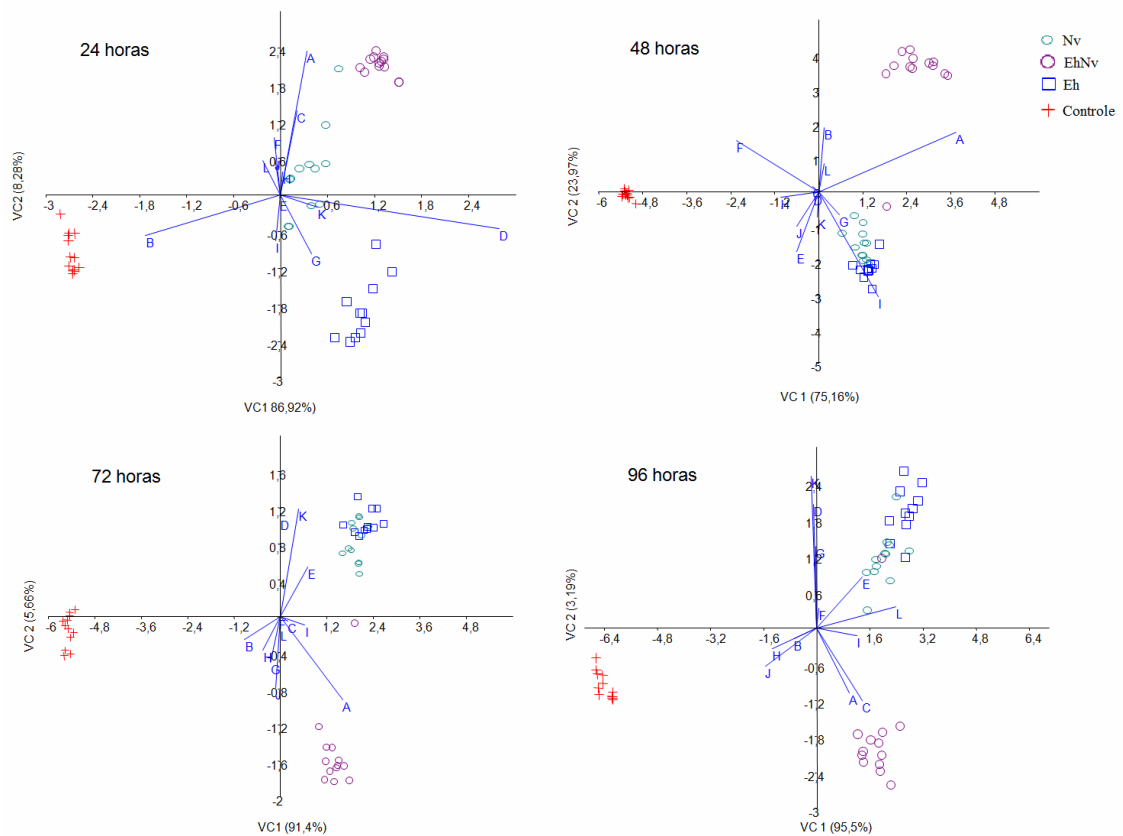 24 horas
2,4
A
1,8
C
1,2
F
0,6
L
H
-3
-2,4
-1,8
-1,2
-0,6
0,6
1,2
1,8
2,4
3
E
K
B
-0,6
D
I
G
-1,2
-1,8
-2,4
-3
VC2(8,28%)
VC1 86,92%)
48 horas
4
3
2
B
A
F
1
L
-6
-4,8
-3,6
-2,4
-1,2
1,2
2,4
3,6
4,8
G
K
-1
J
E
-2
-3
I
-4
-5
VC 2 (23,97%)
VC 1 (75,16%)
Nv
EhNv
Eh
Controle
72 horas
1,6
1,2
K
D
0,8
E
0,4
-6
-4,8
-3,6
-2,4
-1,2
1,2
2,4
3,6
4,8
C
I
L
B
-0,4
H
G
-0,8
A
-1,2
-1,6
-2
VC 2 (5,66%)
VC1 (91,4%)
96 horas
2,4
K
D
1,8
1,2
E
0,6
F
L
-6,4
-4,8
-3,2
-1,6
1,6
3,2
4,8
6,4
B
I
H
-0,6
J
A
C
-1,2
-1,8
-2,4
-3
VC 2 (3,19%)
VC 1 (95,5%)